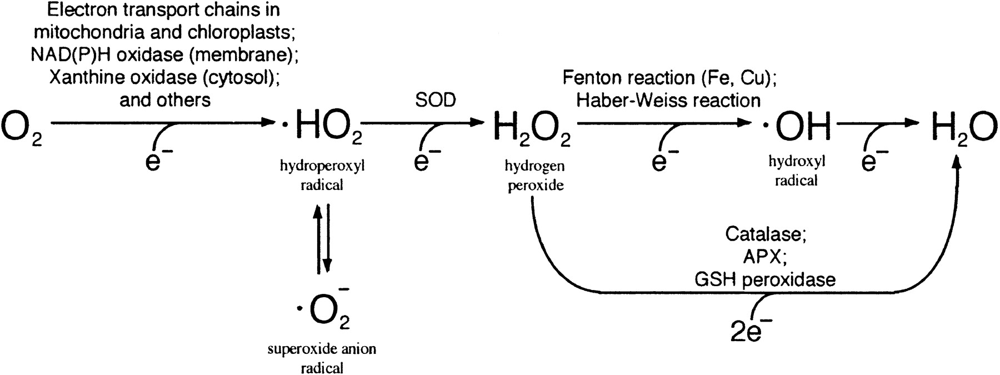 Electron transport chains in
mitochondria and chloroplasts;
NAD(P)H oxidase (membrane);
Xanthine oxidase (cytosol);
and others
SOD
Fenton reaction (Fe, Cu);
Haber-Weiss reaction
O₂
·HO₂
H₂O₂
·OH
H₂O
e⁻
e⁻
e⁻
e⁻
hydroperoxyl
radical
hydrogen
peroxide
hydroxyl
radical
Catalase;
APX;
GSH peroxidase
2e⁻
·O₂⁻
superoxide anion
radical